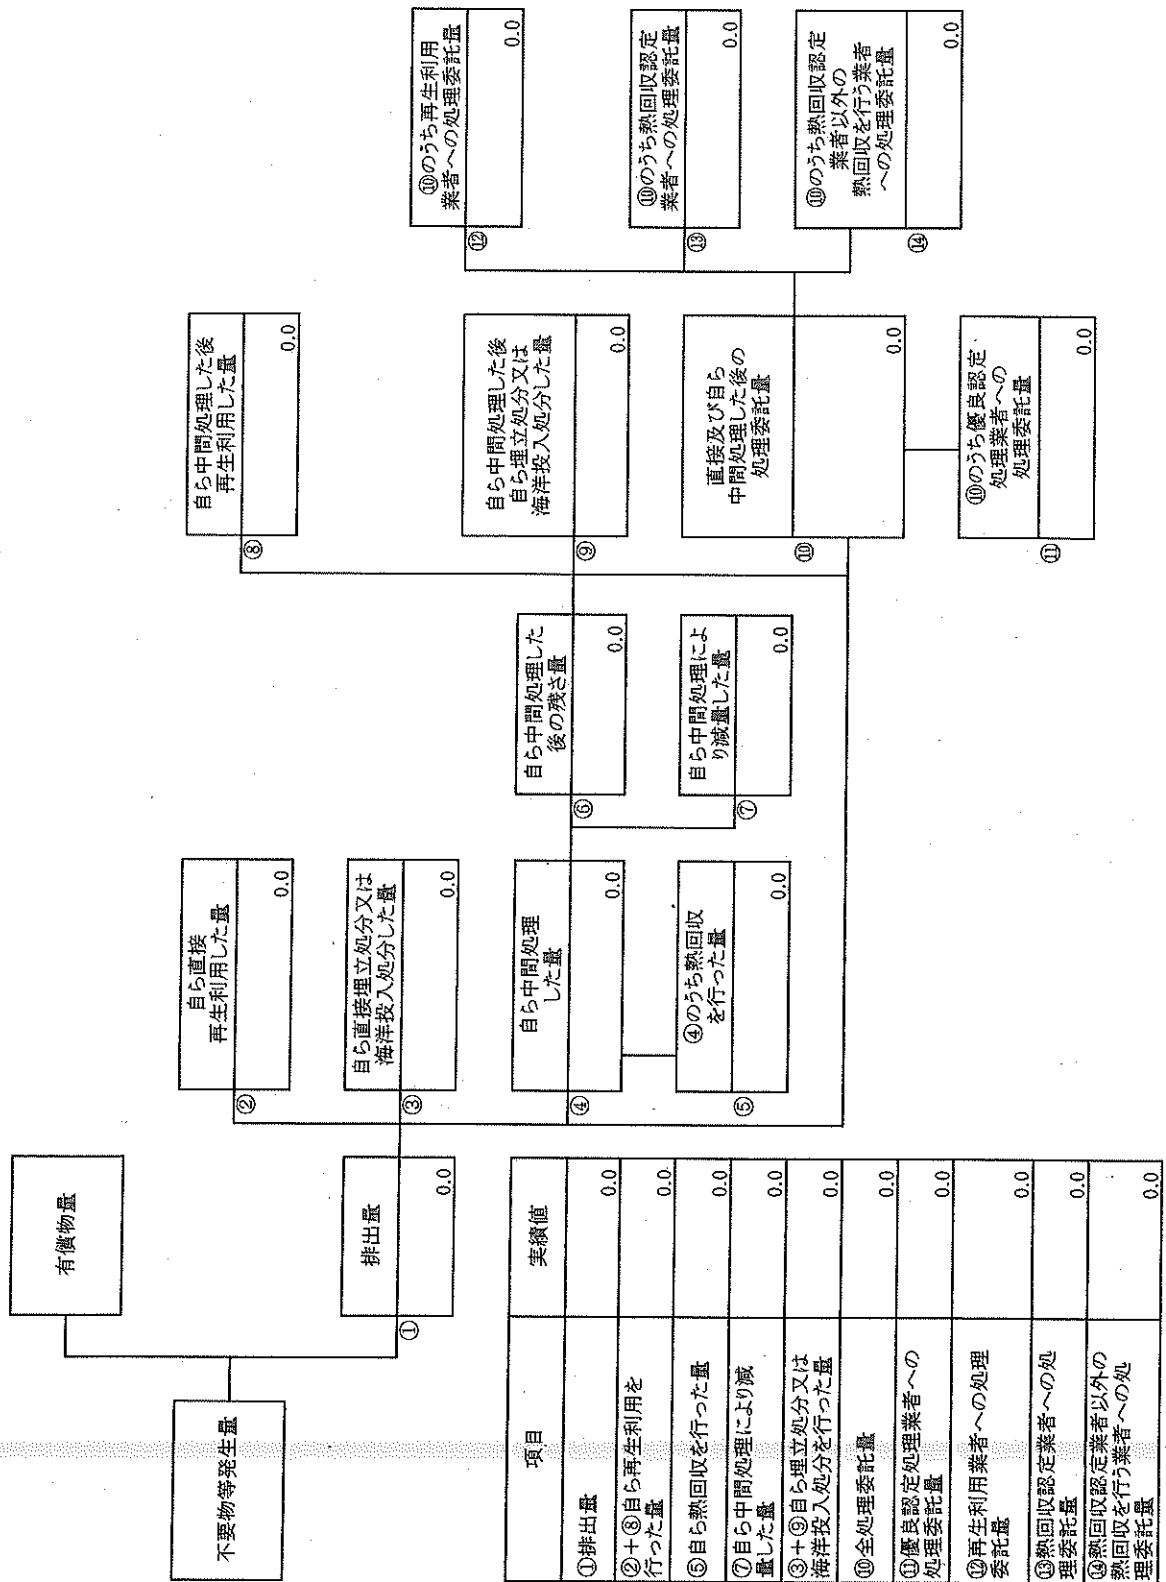 不要物等発生量
有償物量
①
排出量
0.0
②
自ら直接
再生利用した量
0.0
③
自ら直接埋立処分又は
海洋投入処分した量
0.0
④
自ら中間処理
した量
0.0
⑤
④のうち熱回収
を行った量
0.0
⑥
自ら中間処理した
後の残さ量
0.0
⑦
自ら中間処理によ
り減量した量
0.0
⑧
自ら中間処理した後
再生利用した量
0.0
⑨
自ら中間処理した後
自ら埋立処分又は
海洋投入処分した量
0.0
⑩
直接及び自ら
中間処理した後の
処理委託量
0.0
⑪
⑩のうち優良認定
処理業者への
処理委託量
0.0
⑫
⑩のうち再生利用
業者への処理委託量
0.0
⑬
⑩のうち熱回収認定
業者への処理委託量
0.0
⑭
⑩のうち熱回収認定
業者以外の
熱回収を行う業者
への処理委託量
0.0
項目
実績値
①排出量
0.0
②+⑧自ら再生利用を
行った量
0.0
⑤自ら熱回収を行った量
0.0
⑦自ら中間処理により減
量した量
0.0
③+⑨自ら埋立処分又は
海洋投入処分を行った量
0.0
⑩全処理委託量
0.0
⑪優良認定処理業者への
処理委託量
0.0
⑫再生利用業者への処理
委託量
0.0
⑬熱回収認定業者への処
理委託量
0.0
⑭熱回収認定業者以外の
熱回収を行う業者への処
理委託量
0.0